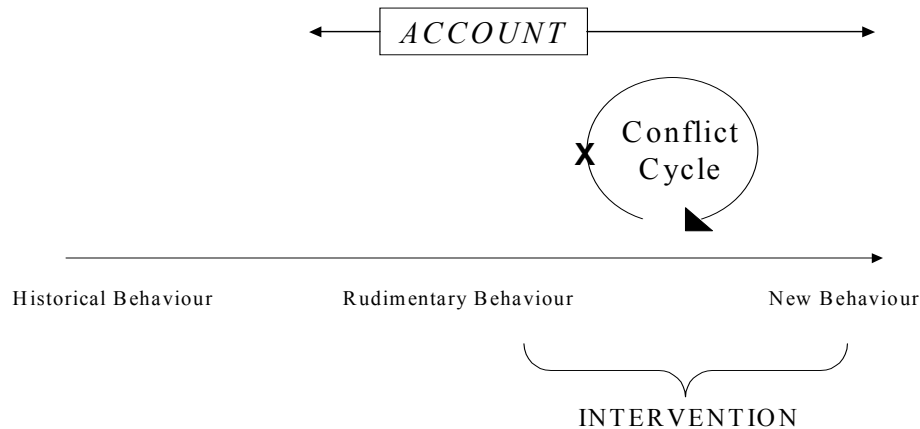 ACCOUNT
X
Conflict
Cycle
Historical Behaviour Rudimentary Behaviour New Behaviour
INTERVENTION